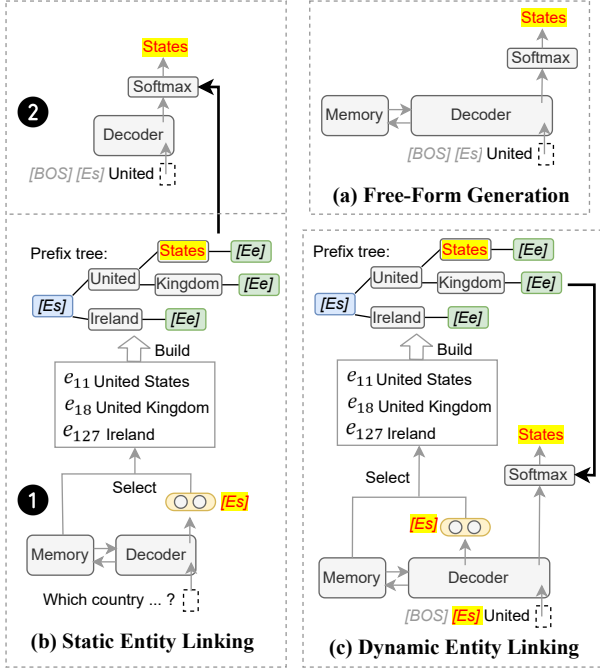 2
States
Softmax
Decoder
[BOS] [Es] United
States
Softmax
Memory
Decoder
[BOS] [Es] United
(a) Free-Form Generation
Prefix tree:
States
[Ee]
United
[Es]
Kingdom
[Ee]
Ireland
[Ee]
Build
e11 United States
e18 United Kingdom
e127 Ireland
1
Select
[Es]
Memory
Decoder
Which country ... ?
(b) Static Entity Linking
Prefix tree:
States
[Ee]
United
[Es]
Kingdom
[Ee]
Ireland
[Ee]
Build
e11 United States
e18 United Kingdom
e127 Ireland
States
Select
Softmax
[Es]
Memory
Decoder
[BOS] [Es] United
(c) Dynamic Entity Linking